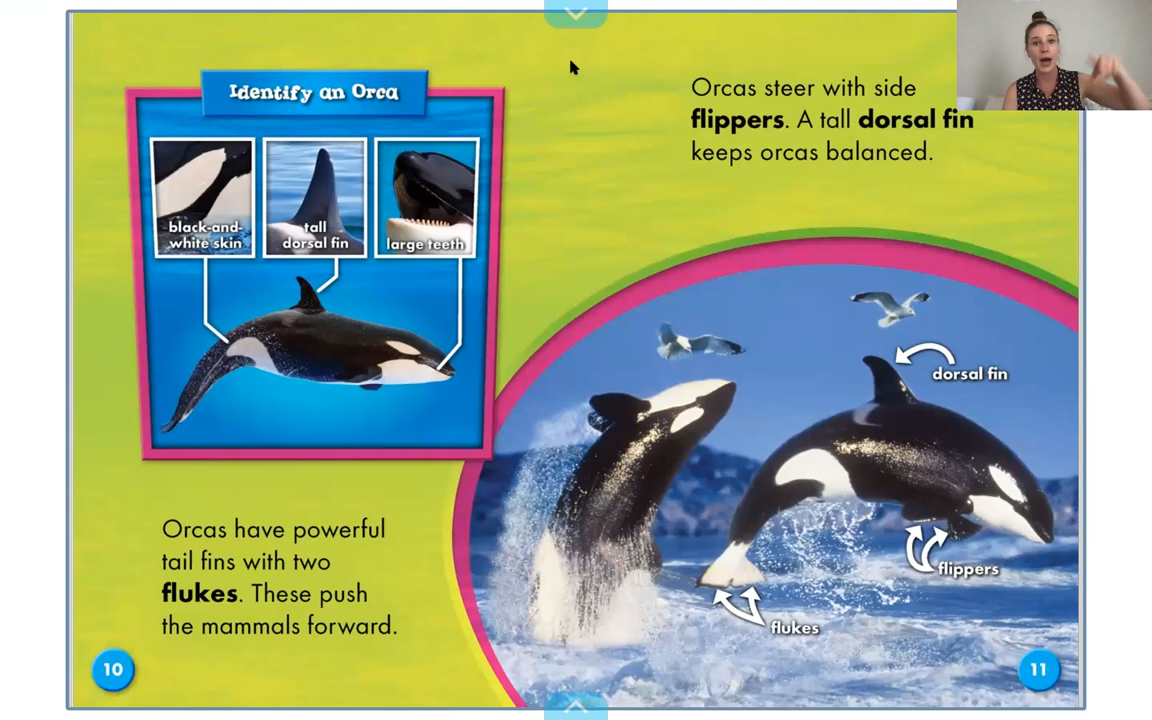 Identify an Orca
black-and-
white skin
tall
dorsal fin
large teeth
Orcas have powerful
tail fins with two
flukes. These push
the mammals forward.
10
Orcas steer with side
flippers. A tall dorsal fin
keeps orcas balanced.
dorsal fin
flippers
flukes
11